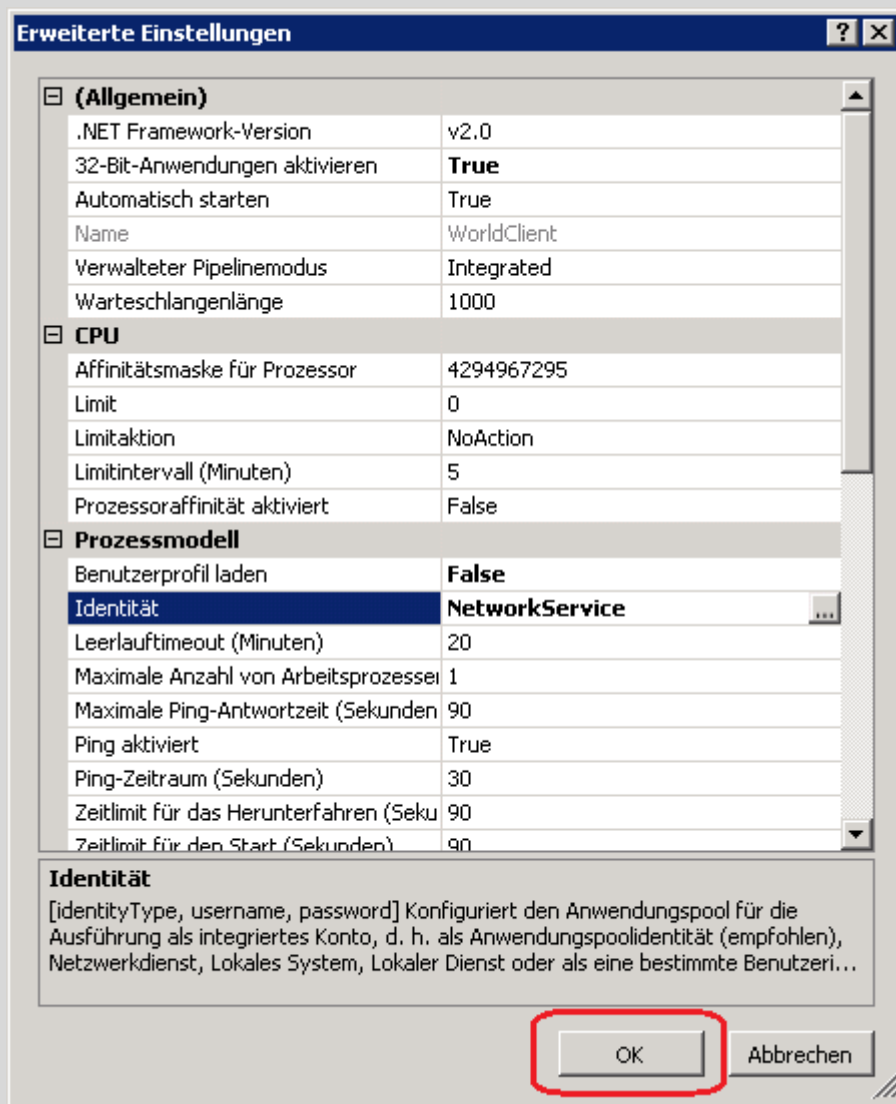 Erweiterte Einstellungen
(Allgemein)
.NET Framework-Version v2.0
32-Bit-Anwendungen aktivieren True
Automatisch starten True
Name WorldClient
Verwalteter Pipelinemodus Integrated
Warteschlangenlänge 1000
CPU
Affinitätsmaske für Prozessor 4294967295
Limit 0
Limitaktion NoAction
Limitintervall (Minuten) 5
Prozessoraffinität aktiviert False
Prozessmodell
Benutzerprofil laden False
Identität NetworkService ...
Leerlauftimeout (Minuten) 20
Maximale Anzahl von Arbeitsprozesser 1
Maximale Ping-Antwortzeit (Sekunden 90
Ping aktiviert True
Ping-Zeitraum (Sekunden) 30
Zeitlimit für das Herunterfahren (Seku 90
Zeitlimit für den Start (Sekunden) 90
Identität
[identityType, username, password] Konfiguriert den Anwendungspool für die
Ausführung als integriertes Konto, d. h. als Anwendungspoolidentität (empfohlen),
Netzwerkdienst, Lokales System, Lokaler Dienst oder als eine bestimmte Benutzeri...
OK Abbrechen